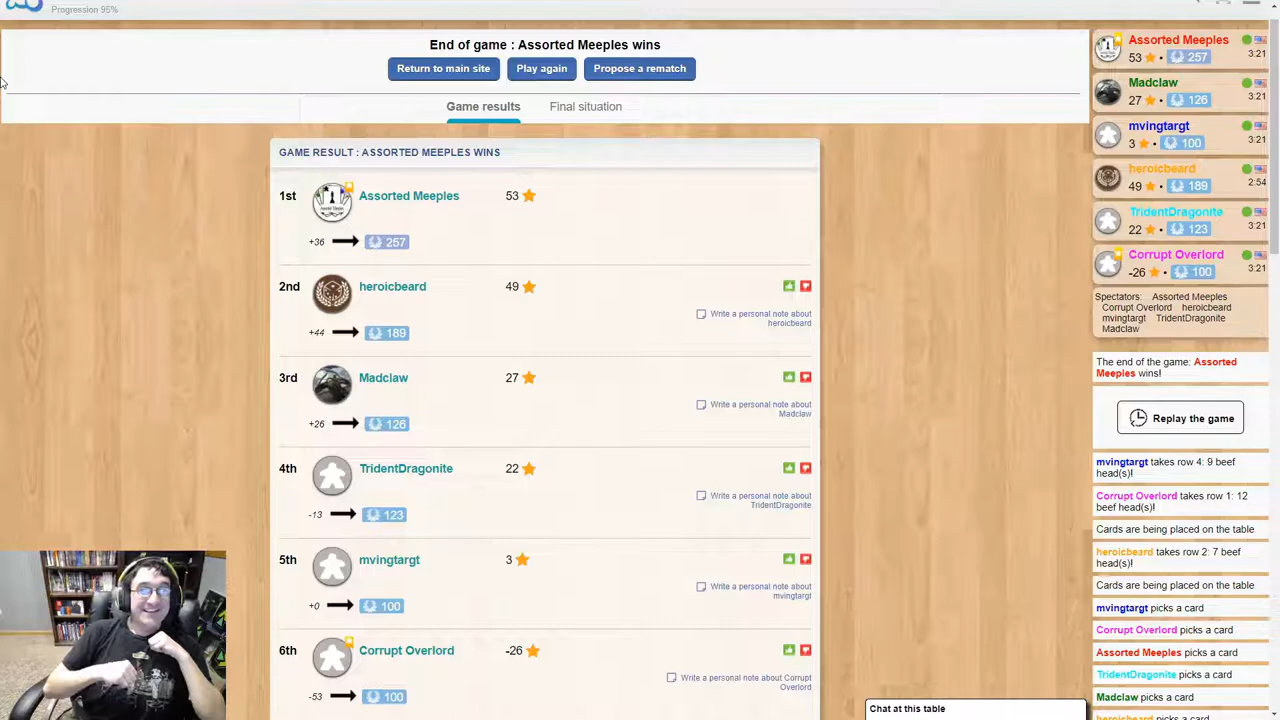 Progression 95%
End of game : Assorted Meeples wins
Return to main site
Play again
Propose a rematch
Game results
Final situation
GAME RESULT : ASSORTED MEEPLES WINS
1st
Assorted Meeples
53
+36
257
2nd
heroicbeard
49
+44
189
Write a personal note about
heroicbeard
3rd
Madclaw
27
+26
126
Write a personal note about
Madclaw
4th
TridentDragonite
22
-13
123
Write a personal note about
TridentDragonite
5th
mvingtargt
3
+0
100
Write a personal note about
mvingtargt
6th
Corrupt Overlord
-26
-53
100
Write a personal note about Corrupt
Overlord
Assorted Meeples
53 • 257
3:21
Madclaw
27 • 126
3:21
mvingtargt
3 • 100
3:21
heroicbeard
49 • 189
2:54
TridentDragonite
22 • 123
3:21
Corrupt Overlord
-26 • 100
3:21
Spectators: Assorted Meeples
Corrupt Overlord heroicbeard
mvingtargt TridentDragonite
Madclaw
The end of the game: Assorted
Meeples wins!
Replay the game
mvingtargt takes row 4: 9 beef
head(s)!
Corrupt Overlord takes row 1: 12
beef head(s)!
Cards are being placed on the table
heroicbeard takes row 2: 7 beef
head(s)!
Cards are being placed on the table
mvingtargt picks a card
Corrupt Overlord picks a card
Assorted Meeples picks a card
TridentDragonite picks a card
Madclaw picks a card
heroicbeard picks a card
Chat at this table